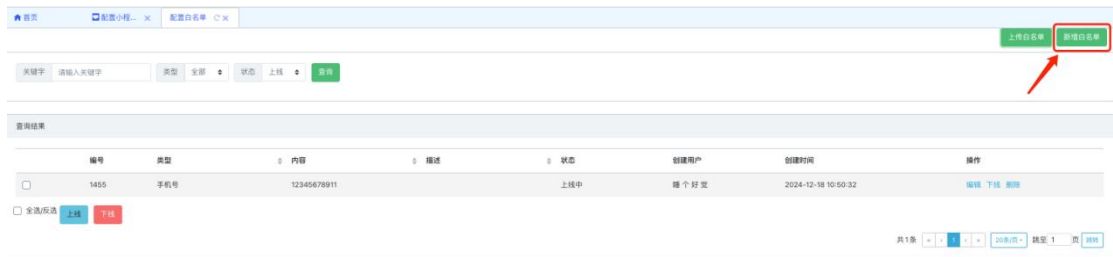 首页 配置小程... × 配置白名单 ×
上传白名单 新增白名单
关键字 请输入关键字 类型 全部 状态 上线 查询
查询结果
编号 类型 内容 描述 状态 创建用户 创建时间 操作
1455 手机号 12345678911 上线中 睡个好觉 2024-12-18 10:50:32 编辑 下线 删除
全选/反选 上线 下线
共1条 « ‹ 1 › » 20条/页 跳至 1 页 跳转